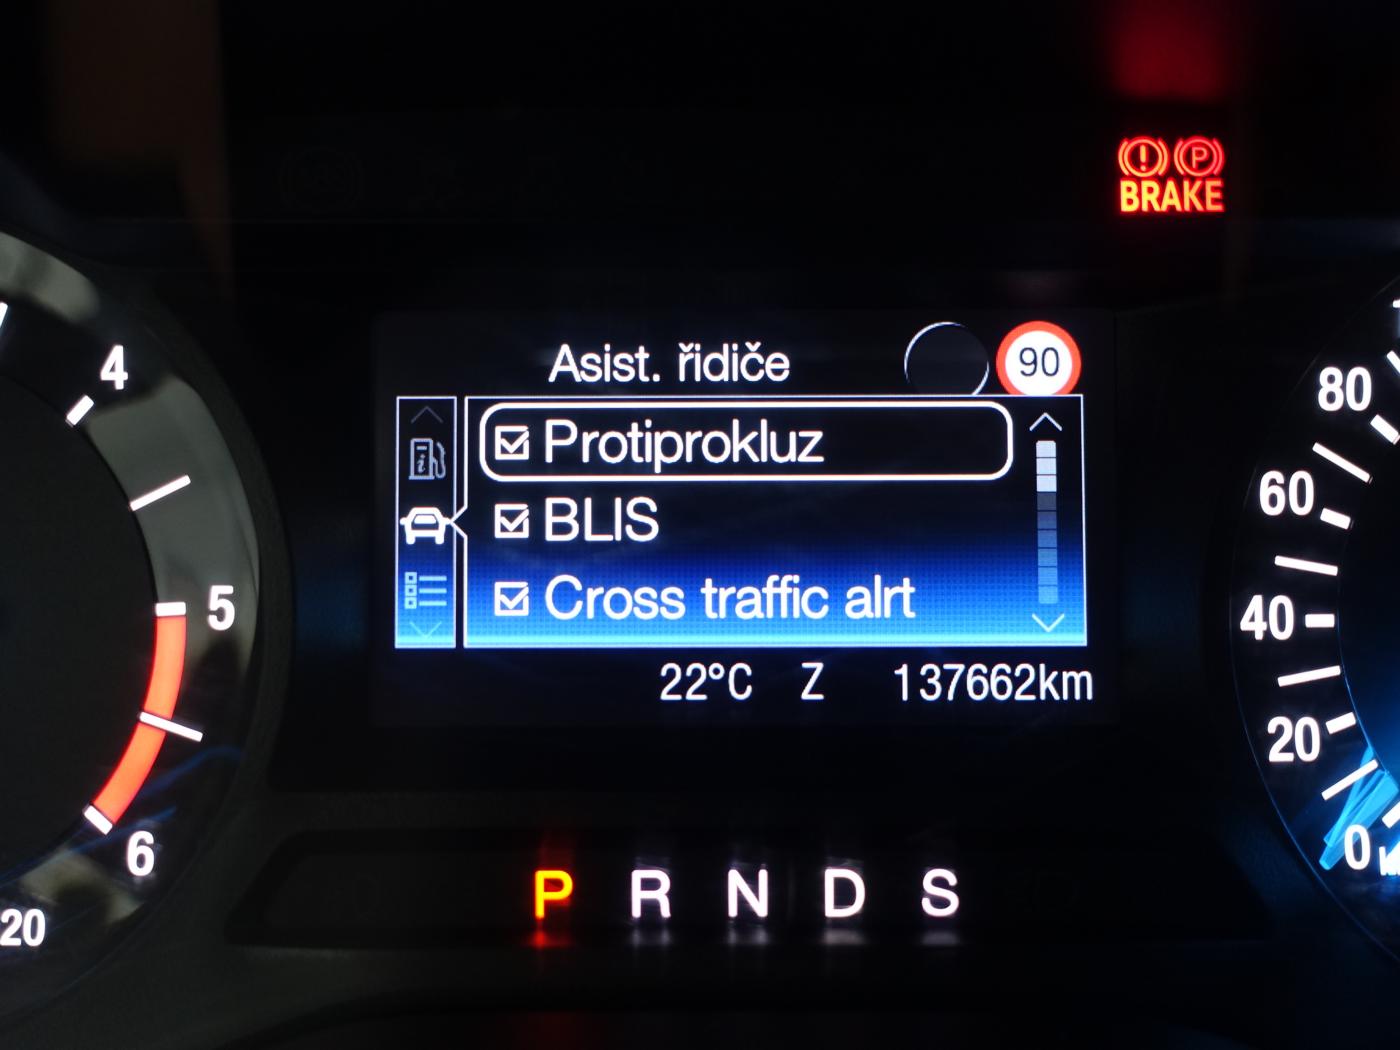 BRAKE
Asist. řidiče
90
Protiprokluz
BLIS
Cross traffic alrt
22°C Z 137662km
4
5
6
20
80
60
40
20
0
P R N D S